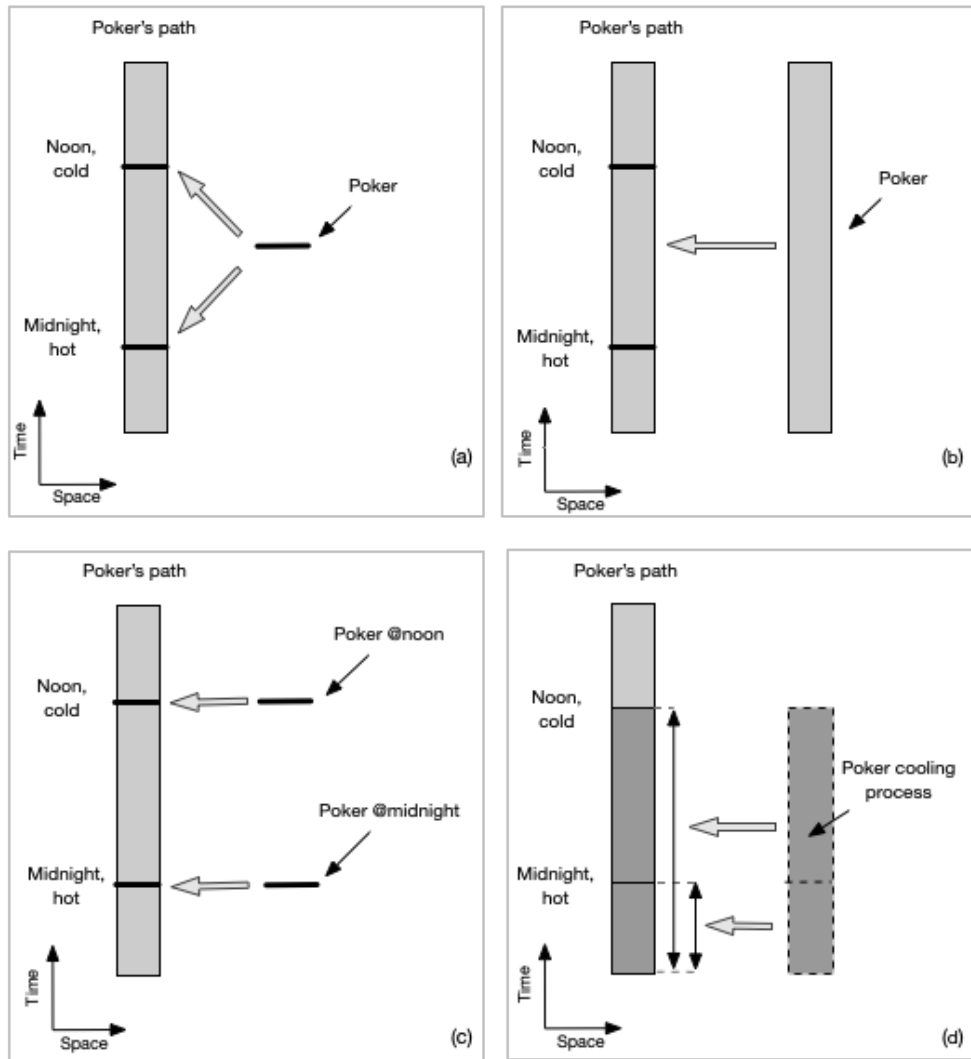 Poker's path
Noon,
cold
Poker
Midnight,
hot
Time
Space
(a)
Poker's path
Noon,
cold
Poker
Midnight,
hot
Time
Space
(b)
Poker's path
Poker @noon
Noon,
cold
Poker @midnight
Midnight,
hot
Time
Space
(c)
Poker's path
Noon,
cold
Poker cooling
process
Midnight,
hot
Time
Space
(d)